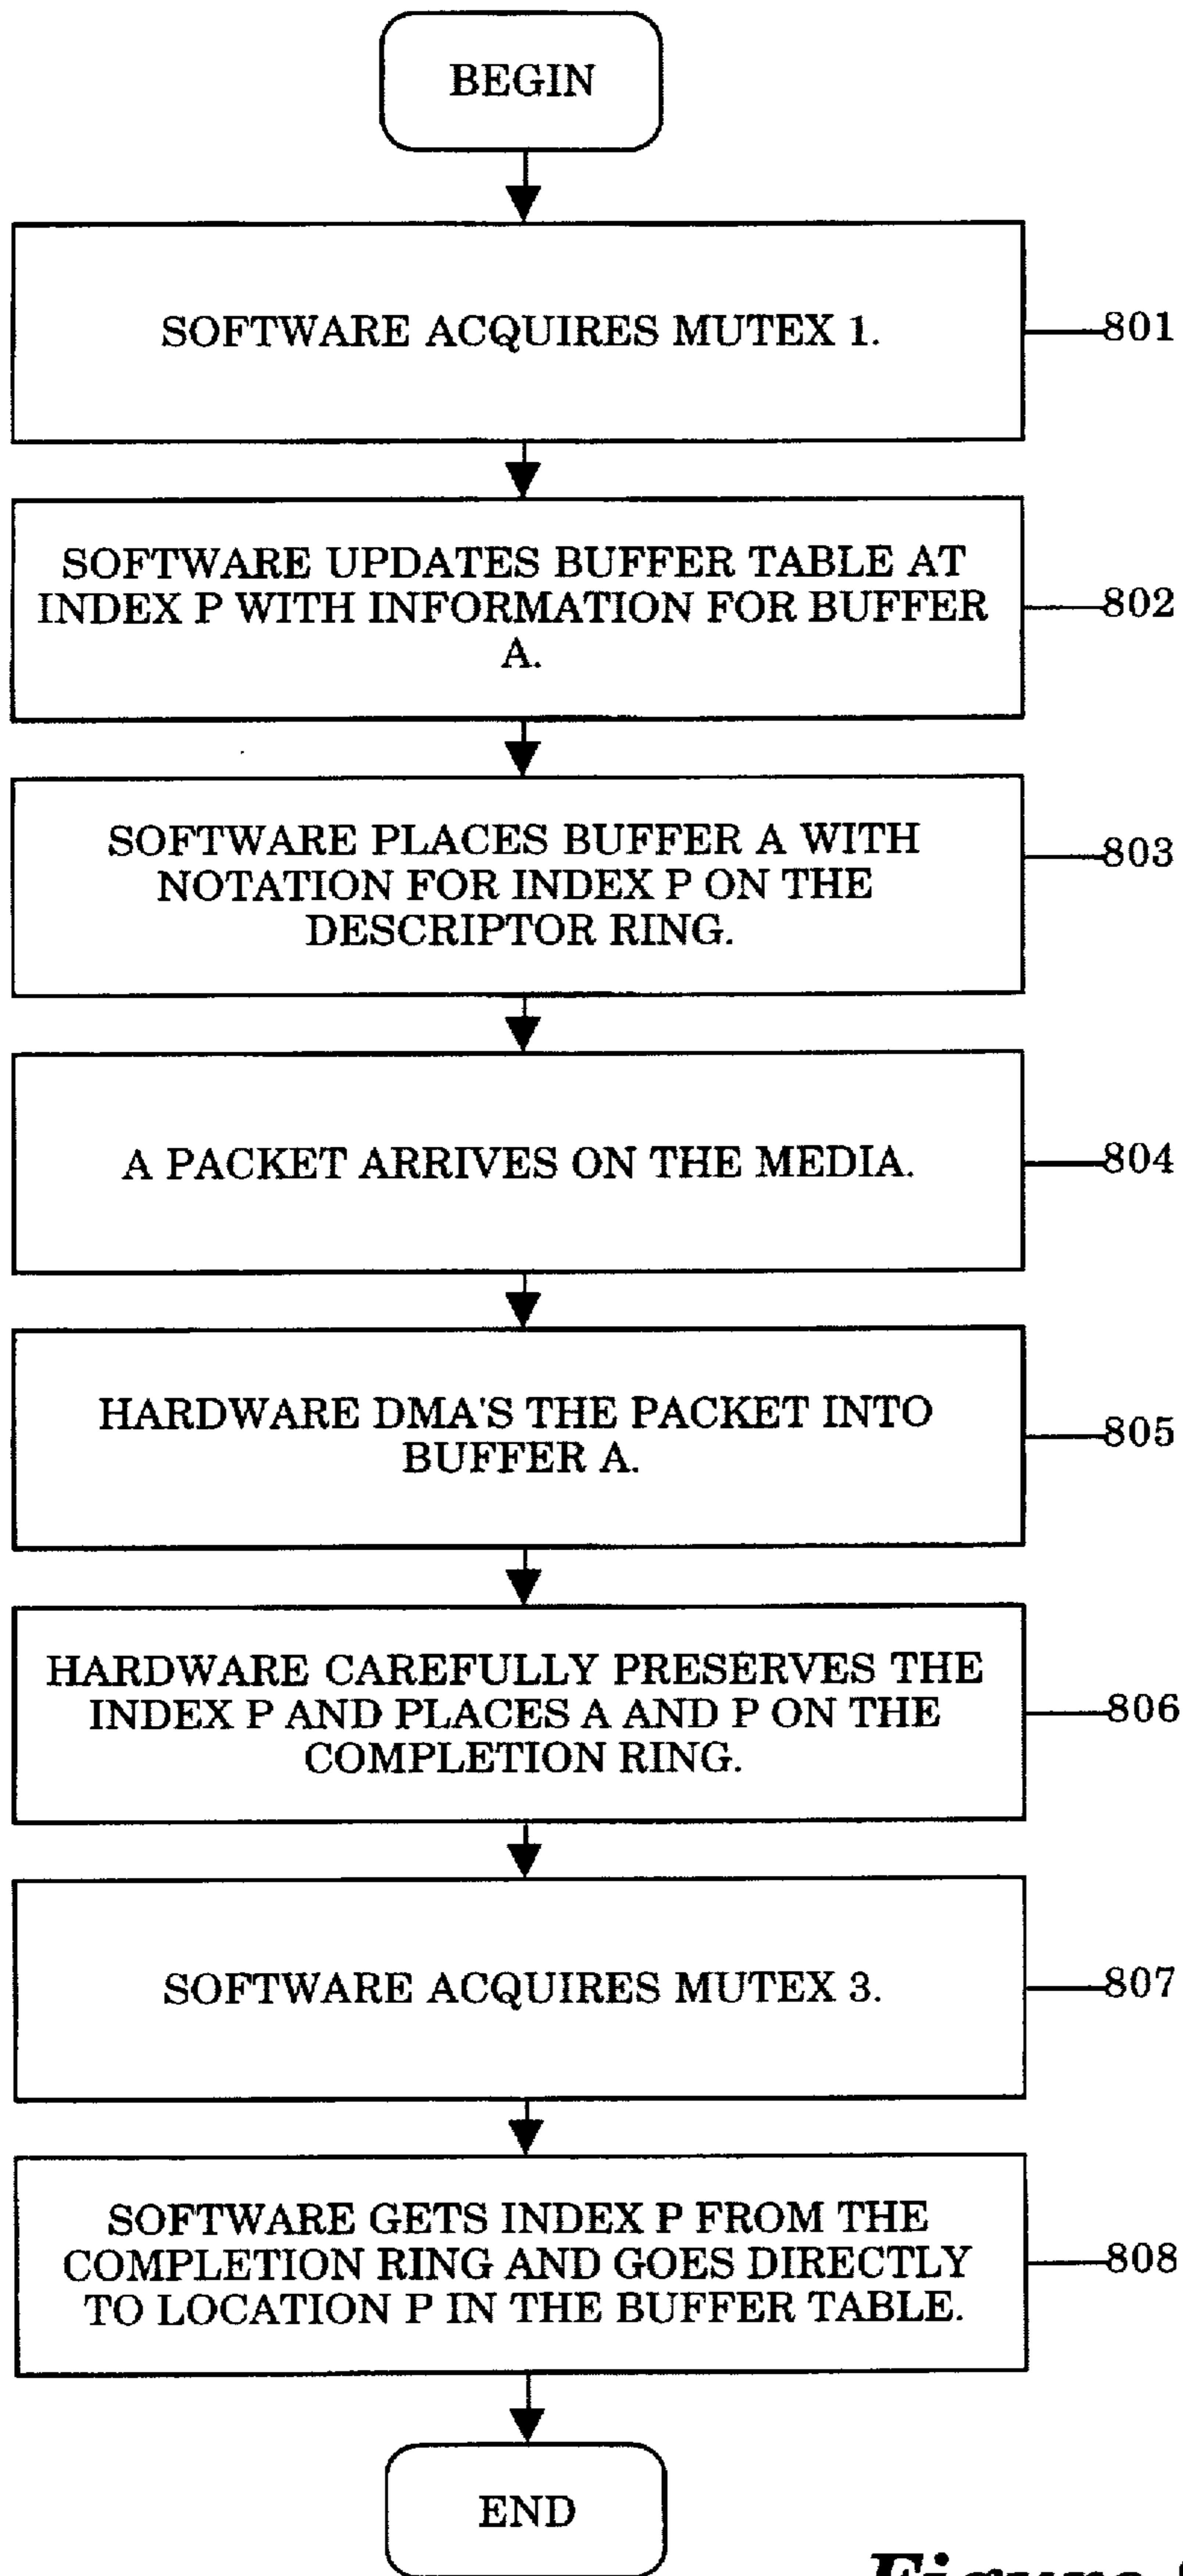 BEGIN
SOFTWARE ACQUIRES MUTEX 1.
801
SOFTWARE UPDATES BUFFER TABLE AT
INDEX P WITH INFORMATION FOR BUFFER
A.
802
SOFTWARE PLACES BUFFER A WITH
NOTATION FOR INDEX P ON THE
DESCRIPTOR RING.
803
A PACKET ARRIVES ON THE MEDIA.
804
HARDWARE DMA'S THE PACKET INTO
BUFFER A.
805
HARDWARE CAREFULLY PRESERVES THE
INDEX P AND PLACES A AND P ON THE
COMPLETION RING.
806
SOFTWARE ACQUIRES MUTEX 3.
807
SOFTWARE GETS INDEX P FROM THE
COMPLETION RING AND GOES DIRECTLY
TO LOCATION P IN THE BUFFER TABLE.
808
END
Figure